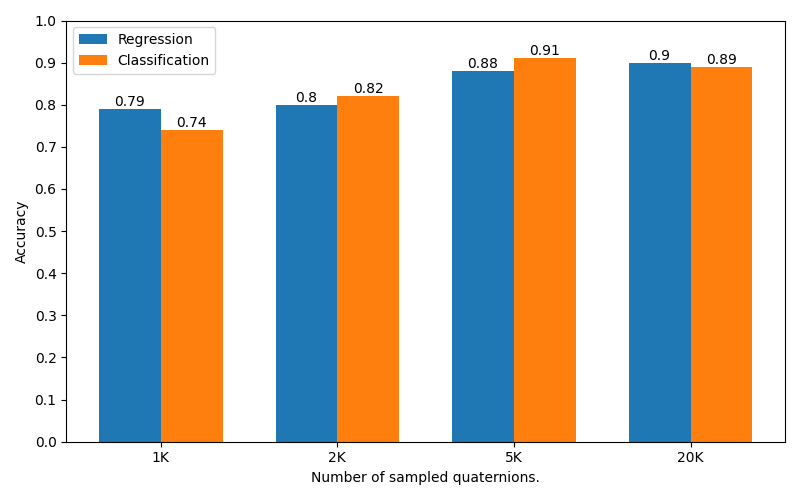 1.0
0.9
0.8
0.7
0.6
0.5
0.4
0.3
0.2
0.1
0.0
Accuracy
Regression
Classification
0.79
0.74
0.8
0.82
0.88
0.91
0.9
0.89
1K
2K
5K
20K
Number of sampled quaternions.